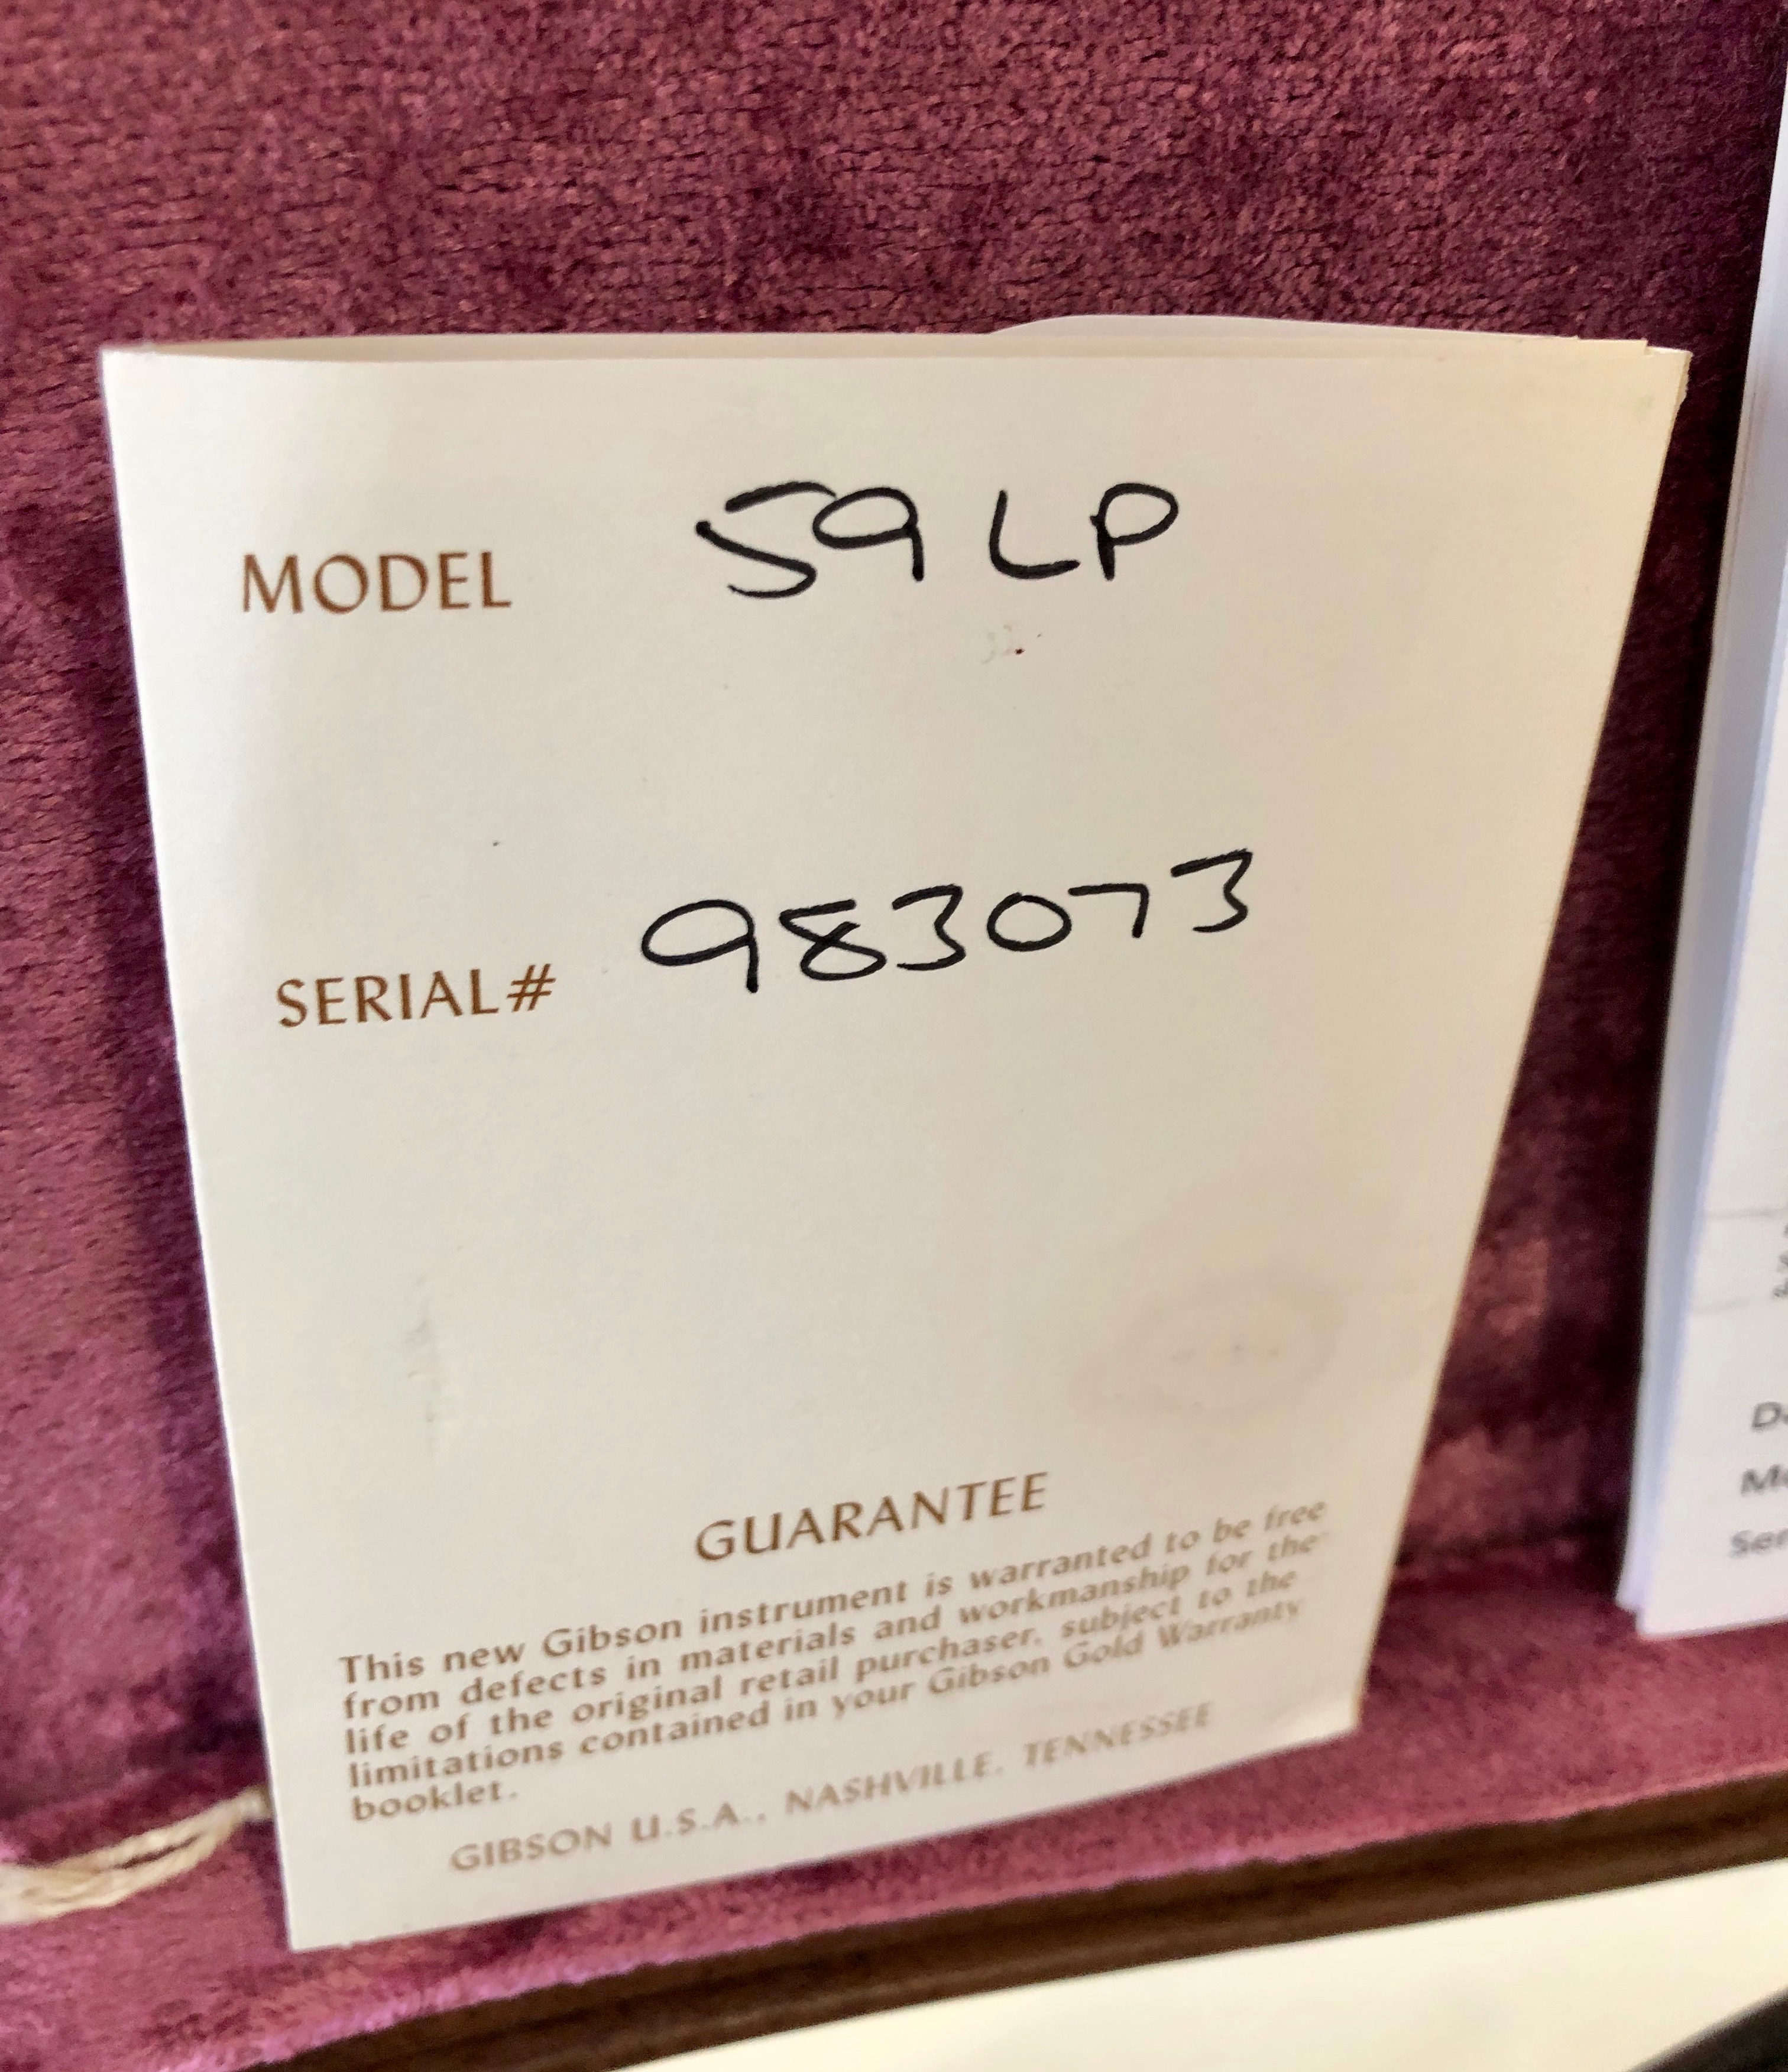 MODEL 59 LP
SERIAL# 983073
GUARANTEE
This new Gibson instrument is warranted to be free
from defects in materials and workmanship for the
life of the original retail purchaser, subject to the
limitations contained in your Gibson Gold Warranty
booklet.
GIBSON U.S.A., NASHVILLE, TENNESSEE